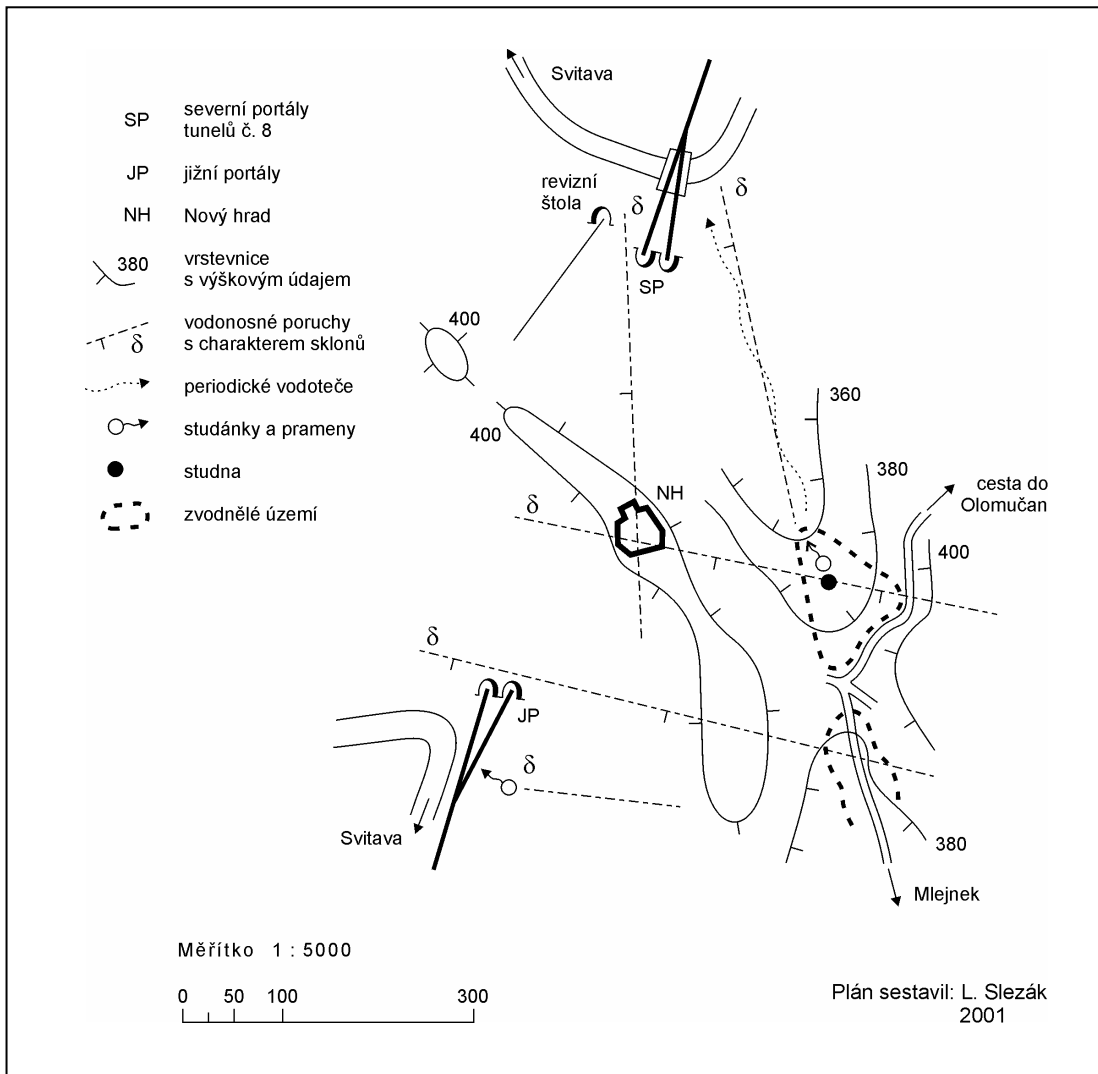 SP severní portály
tunelů č. 8
JP jižní portály
NH Nový hrad
380 vrstevnice
s výškovým údajem
δ vodonosné poruchy
s charakterem sklonů
periodické vodoteče
studánky a prameny
studna
zvodnělé území
Svitava
revizní
štola
δ
δ
SP
400
400
360
380
NH
δ
cesta do
Olomučan
400
δ
JP
δ
Svitava
380
Mlejnek
Měřítko 1 : 5000
0 50 100 300
Plán sestavil: L. Slezák
2001